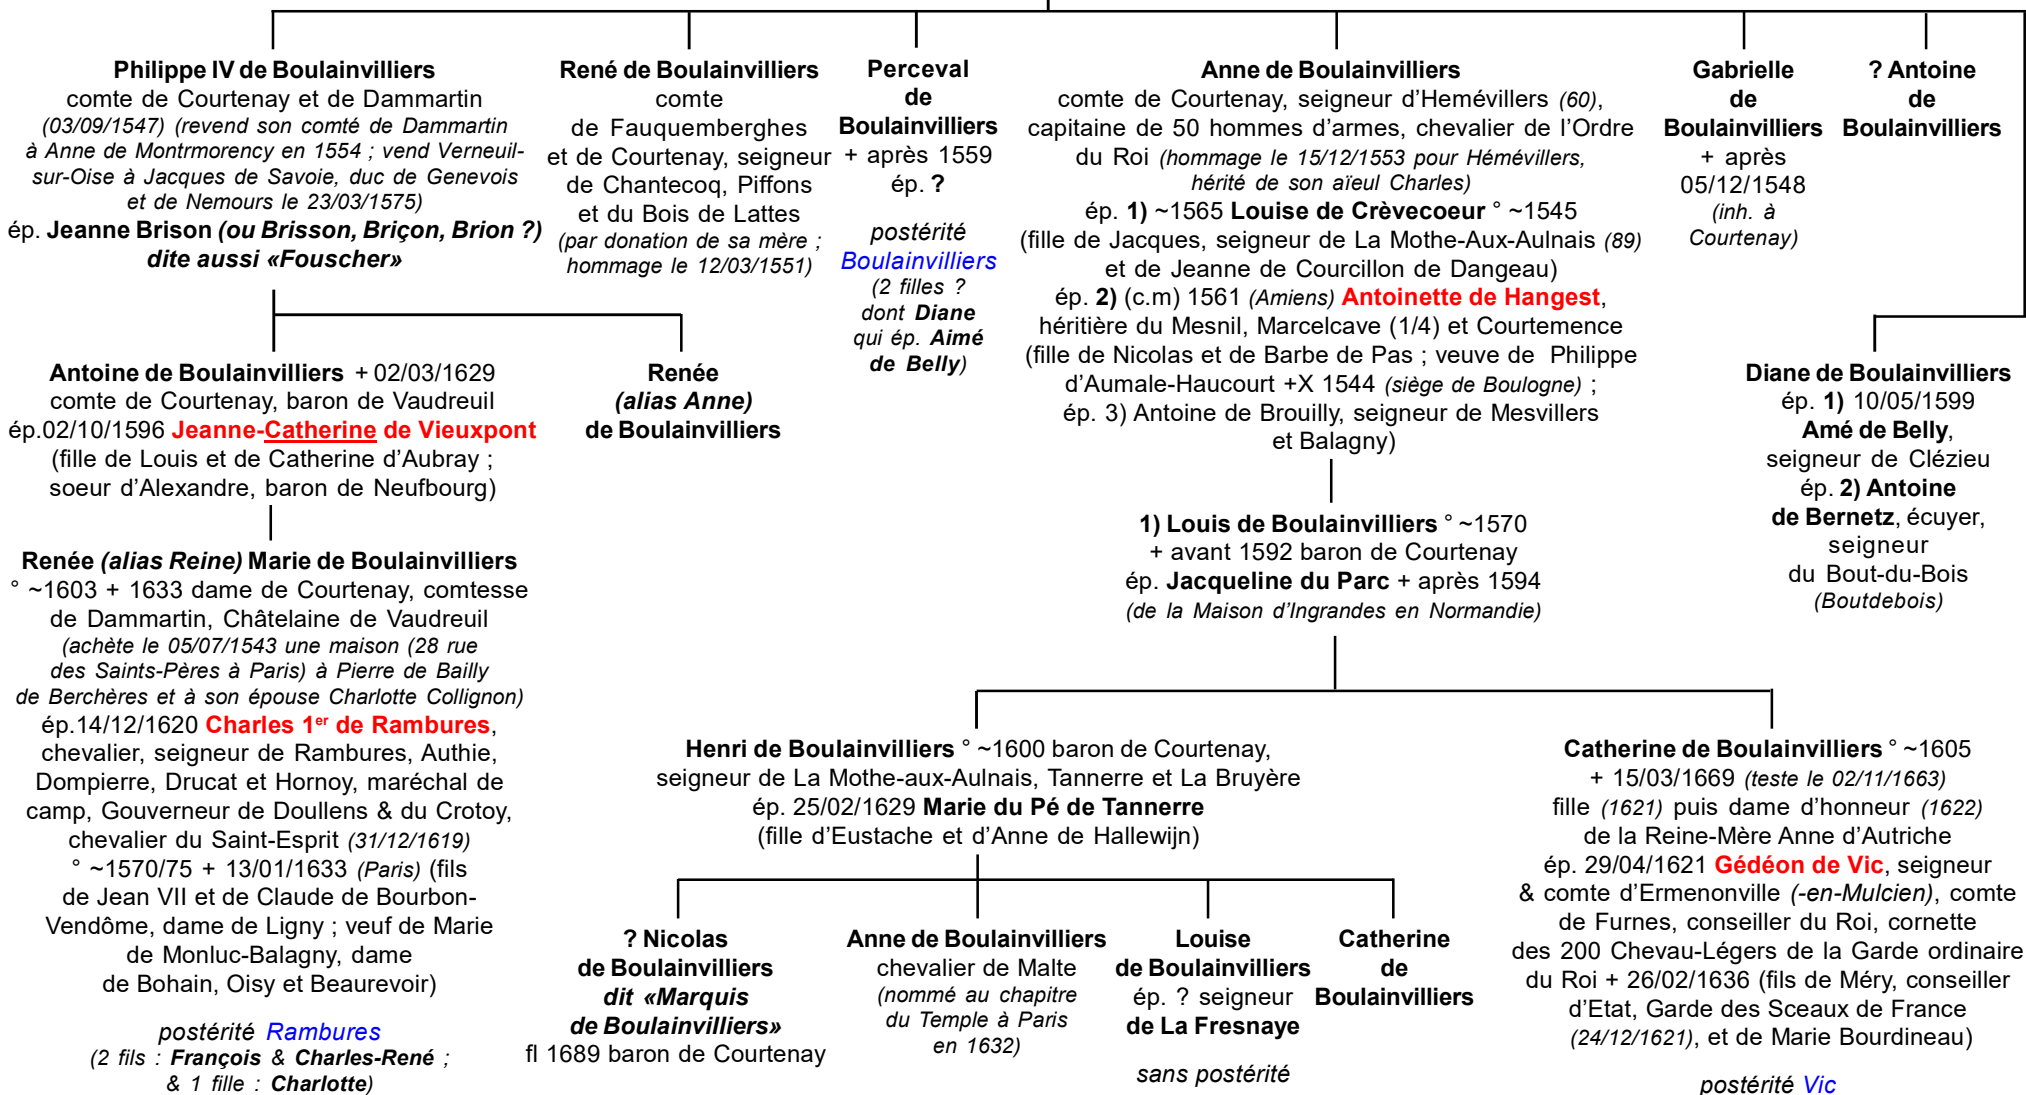 Philippe IV de Boulainvilliers
comte de Courtenay et de Dammartin
(03/09/1547) (revend son comté de Dammartin
à Anne de Montrmorency en 1554 ; vend Verneuil-
sur-Oise à Jacques de Savoie, duc de Genevois
et de Nemours le 23/03/1575)
ép. Jeanne Brison (ou Brisson, Briçon, Brion ?)
dite aussi «Fouscher»
René de Boulainvilliers
comte
de Fauquemberghes
et de Courtenay, seigneur
de Chantecoq, Piffons
et du Bois de Lattes
(par donation de sa mère ;
hommage le 12/03/1551)
Perceval
de
Boulainvilliers
+ après 1559
ép. ?
postérité
Boulainvilliers
(2 filles ?
dont Diane
qui ép. Aimé
de Belly)
Anne de Boulainvilliers
comte de Courtenay, seigneur d'Hemévillers (60),
capitaine de 50 hommes d'armes, chevalier de l'Ordre
du Roi (hommage le 15/12/1553 pour Hémévillers,
hérité de son aïeul Charles)
ép. 1) ~1565 Louise de Crèvecoeur ° ~1545
(fille de Jacques, seigneur de La Mothe-Aux-Aulnais (89)
et de Jeanne de Courcillon de Dangeau)
ép. 2) (c.m) 1561 (Amiens) Antoinette de Hangest,
héritière du Mesnil, Marcelcave (1/4) et Courtemence
(fille de Nicolas et de Barbe de Pas ; veuve de Philippe
d'Aumale-Haucourt +X 1544 (siège de Boulogne) ;
ép. 3) Antoine de Brouilly, seigneur de Mesvillers
et Balagny)
Gabrielle
de
Boulainvilliers
+ après
05/12/1548
(inh. à
Courtenay)
? Antoine
de
Boulainvilliers
Diane de Boulainvilliers
ép. 1) 10/05/1599
Amé de Belly,
seigneur de Clézieu
ép. 2) Antoine
de Bernetz, écuyer,
seigneur
du Bout-du-Bois
(Boutdebois)
Antoine de Boulainvilliers + 02/03/1629
comte de Courtenay, baron de Vaudreuil
ép.02/10/1596 Jeanne-Catherine de Vieuxpont
(fille de Louis et de Catherine d'Aubray ;
soeur d'Alexandre, baron de Neufbourg)
Renée
(alias Anne)
de Boulainvilliers
1) Louis de Boulainvilliers ° ~1570
+ avant 1592 baron de Courtenay
ép. Jacqueline du Parc + après 1594
(de la Maison d'Ingrandes en Normandie)
Renée (alias Reine) Marie de Boulainvilliers
° ~1603 + 1633 dame de Courtenay, comtesse
de Dammartin, Châtelaine de Vaudreuil
(achète le 05/07/1543 une maison (28 rue
des Saints-Pères à Paris) à Pierre de Bailly
de Berchères et à son épouse Charlotte Collignon)
ép.14/12/1620 Charles 1er de Rambures,
chevalier, seigneur de Rambures, Authie,
Dompierre, Drucat et Hornoy, maréchal de
camp, Gouverneur de Doullens & du Crotoy,
chevalier du Saint-Esprit (31/12/1619)
° ~1570/75 + 13/01/1633 (Paris) (fils
de Jean VII et de Claude de Bourbon-
Vendôme, dame de Ligny ; veuf de Marie
de Monluc-Balagny, dame
de Bohain, Oisy et Beaurevoir)
postérité Rambures
(2 fils : François & Charles-René ;
& 1 fille : Charlotte)
Henri de Boulainvilliers ° ~1600 baron de Courtenay,
seigneur de La Mothe-aux-Aulnais, Tannerre et La Bruyère
ép. 25/02/1629 Marie du Pé de Tannerre
(fille d'Eustache et d'Anne de Hallewijn)
Catherine de Boulainvilliers ° ~1605
+ 15/03/1669 (teste le 02/11/1663)
fille (1621) puis dame d'honneur (1622)
de la Reine-Mère Anne d'Autriche
ép. 29/04/1621 Gédéon de Vic, seigneur
& comte d'Ermenonville (-en-Mulcien), comte
de Furnes, conseiller du Roi, cornette
des 200 Chevau-Légers de la Garde ordinaire
du Roi + 26/02/1636 (fils de Méry, conseiller
d'Etat, Garde des Sceaux de France
(24/12/1621), et de Marie Bourdineau)
postérité Vic
? Nicolas
de Boulainvilliers
dit «Marquis
de Boulainvilliers»
fl 1689 baron de Courtenay
Anne de Boulainvilliers
chevalier de Malte
(nommé au chapitre
du Temple à Paris
en 1632)
Louise
de Boulainvilliers
ép. ? seigneur
de La Fresnaye
sans postérité
Catherine
de
Boulainvilliers